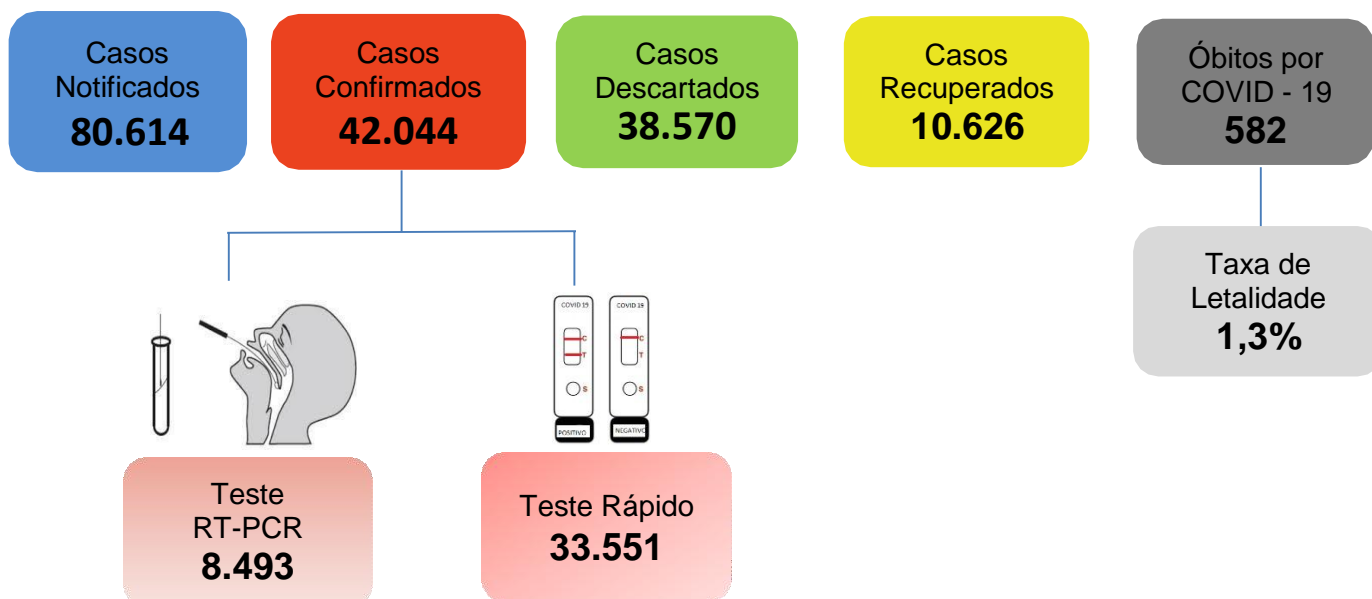 Casos
Notificados
80.614
Casos
Confirmados
42.044
Casos
Descartados
38.570
Casos
Recuperados
10.626
Óbitos por
COVID - 19
582
Taxa de
Letalidade
1,3%
COVID 19
C
T
S
POSITIVO
COVID 19
C
T
S
NEGATIVO
Teste
RT-PCR
8.493
Teste Rápido
33.551